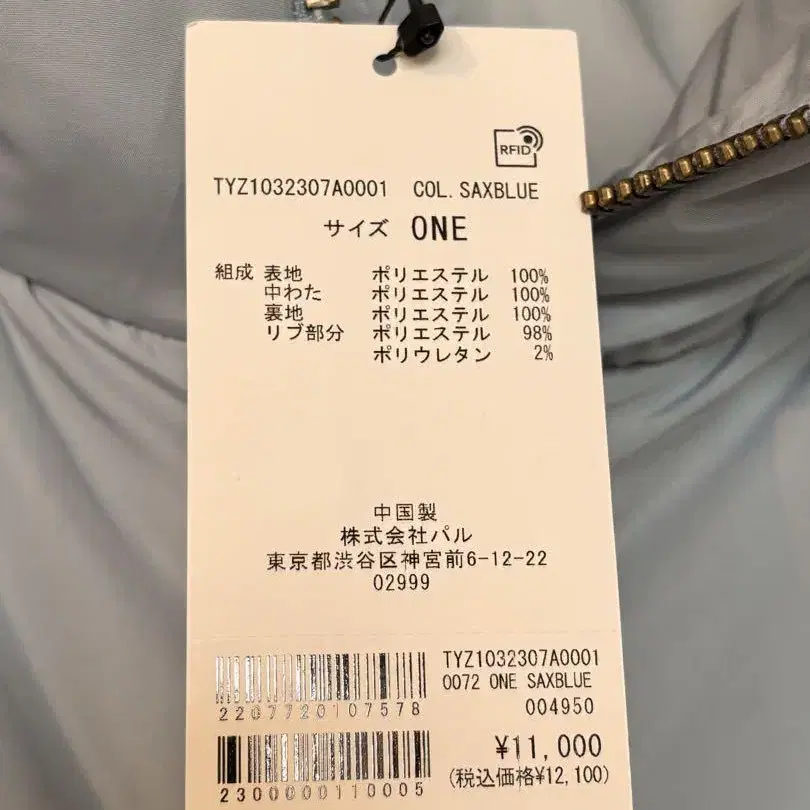 RFID
TYZ1032307A0001 COL. SAXBLUE
サイズ ONE
組成 表地 ポリエステル 100%
中わた ポリエステル 100%
裏地 ポリエステル 100%
リブ部分 ポリエステル 98%
ポリウレタン 2%
中国製
株式会社パル
東京都渋谷区神宮前6-12-22
02999
TYZ1032307A0001
0072 ONE SAXBLUE
004950
2207720107578
¥11,000
(税込価格¥12,100)
2300000110005